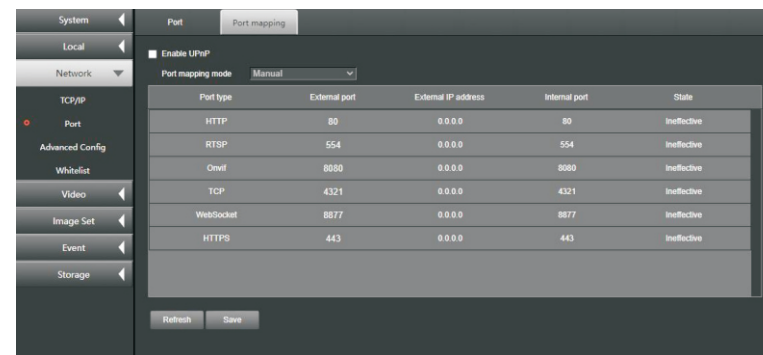 System
Local
Network
TCP/IP
Port
Advanced Config
Whitelist
Video
Image Set
Event
Storage
Port Port mapping
Enable UPnP
Port mapping mode Manual
Port type External port External IP address Internal port State
HTTP 80 0.0.0.0 80 Ineffective
RTSP 554 0.0.0.0 554 Ineffective
Onvif 8080 0.0.0.0 8080 Ineffective
TCP 4321 0.0.0.0 4321 Ineffective
WebSocket 8877 0.0.0.0 8877 Ineffective
HTTPS 443 0.0.0.0 443 Ineffective
Refresh Save